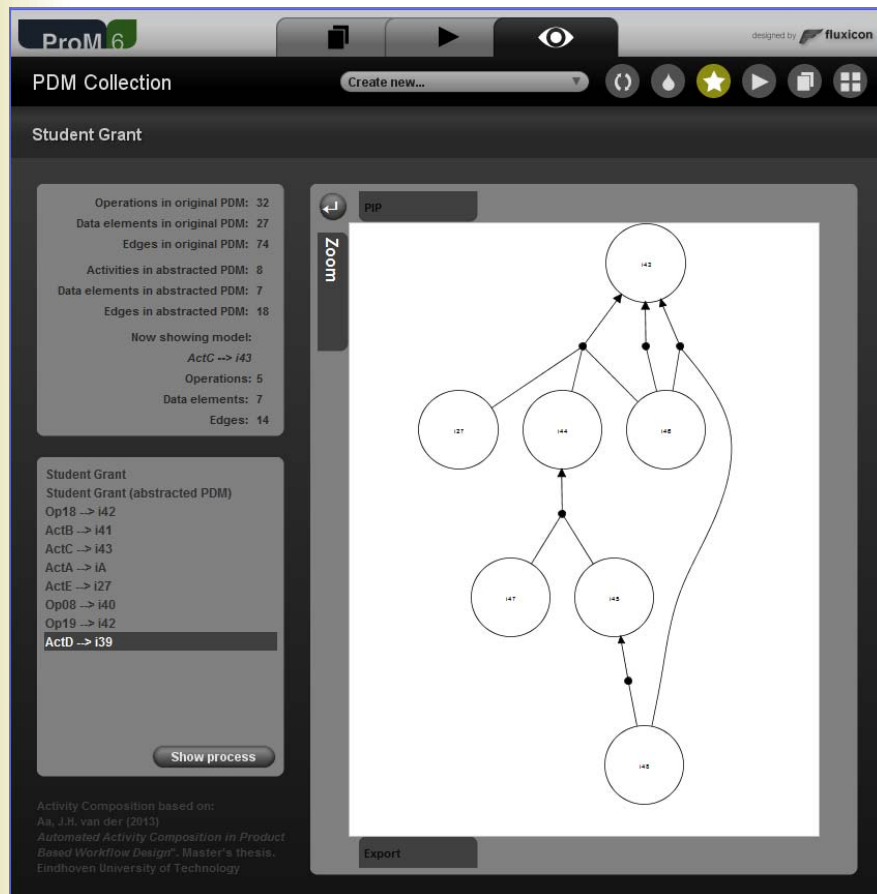 ProM 6
designed by fluxicon
PDM Collection
Create new...
Student Grant
Operations in original PDM: 32
Data elements in original PDM: 27
Edges in original PDM: 74
Activities in abstracted PDM: 8
Data elements in abstracted PDM: 7
Edges in abstracted PDM: 18
Now showing model:
ActC --> i43
Operations: 5
Data elements: 7
Edges: 14
Student Grant
Student Grant (abstracted PDM)
Op18 --> i42
ActB --> i41
ActC --> i43
ActA --> iA
ActE --> i27
Op08 --> i40
Op19 --> i42
ActD --> i39
Show process
Activity Composition based on:
Aa, J.H. van der (2013)
Automated Activity Composition in Product
Based Workflow Design". Master's thesis.
Eindhoven University of Technology
PIP
Zoom
i27
i44
i47
Export